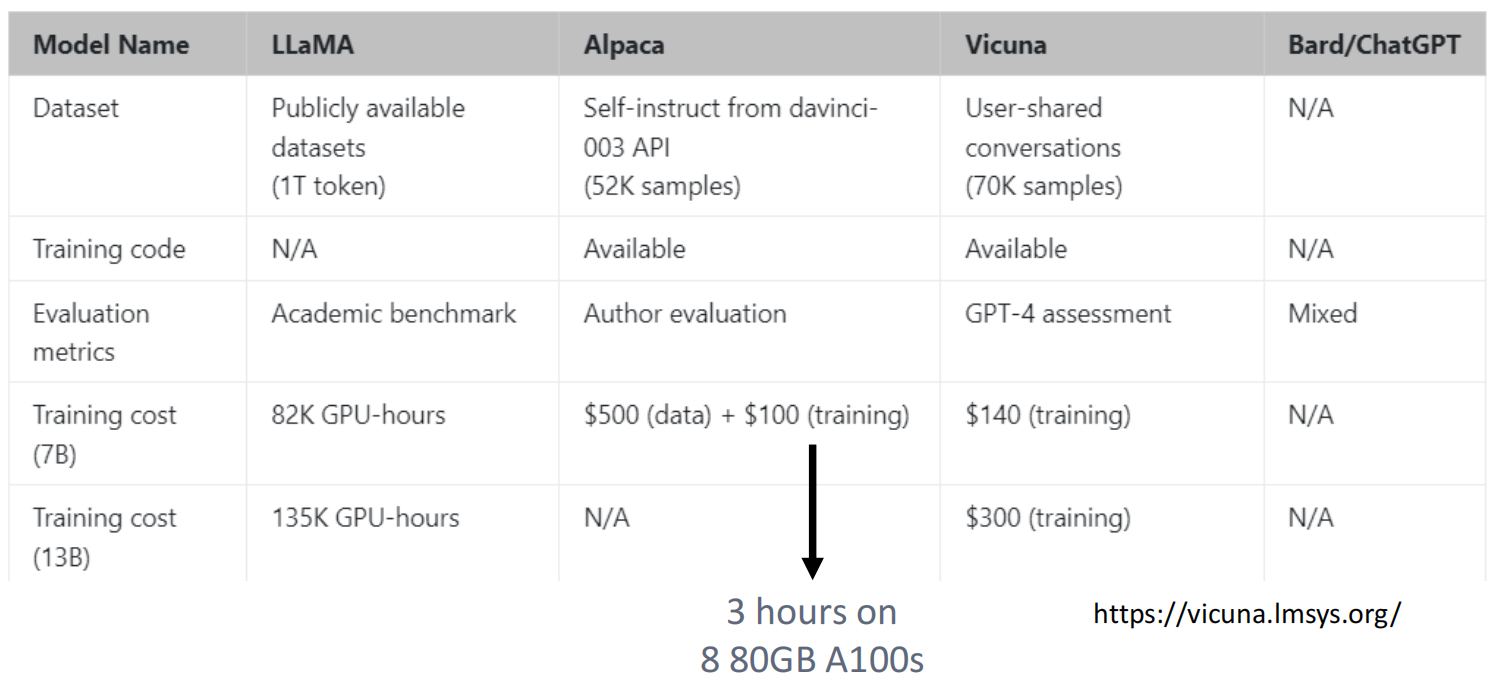 Model Name LLaMA Alpaca Vicuna Bard/ChatGPT
Dataset Publicly available Self-instruct from davinci- User-shared N/A
datasets 003 API conversations
(1T token) (52K samples) (70K samples)
Training code N/A Available Available N/A
Evaluation Academic benchmark Author evaluation GPT-4 assessment Mixed
metrics
Training cost 82K GPU-hours $500 (data) + $100 (training) $140 (training) N/A
(7B)
Training cost 135K GPU-hours N/A $300 (training) N/A
(13B)
3 hours on https://vicuna.lmsys.org/
8 80GB A100s